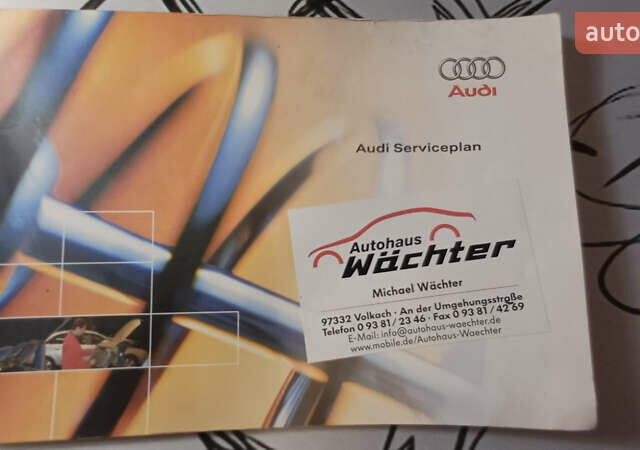 auto
Audi
Audi Serviceplan
Autohaus
Wächter
Michael Wächter
97332 Volkach · An der Umgehungsstraße
Telefon 0 93 81 / 23 46 · Fax 0 93 81 / 42 69
E-Mail: info@autohaus-waechter.de
www.mobile.de/Autohaus-Waechter